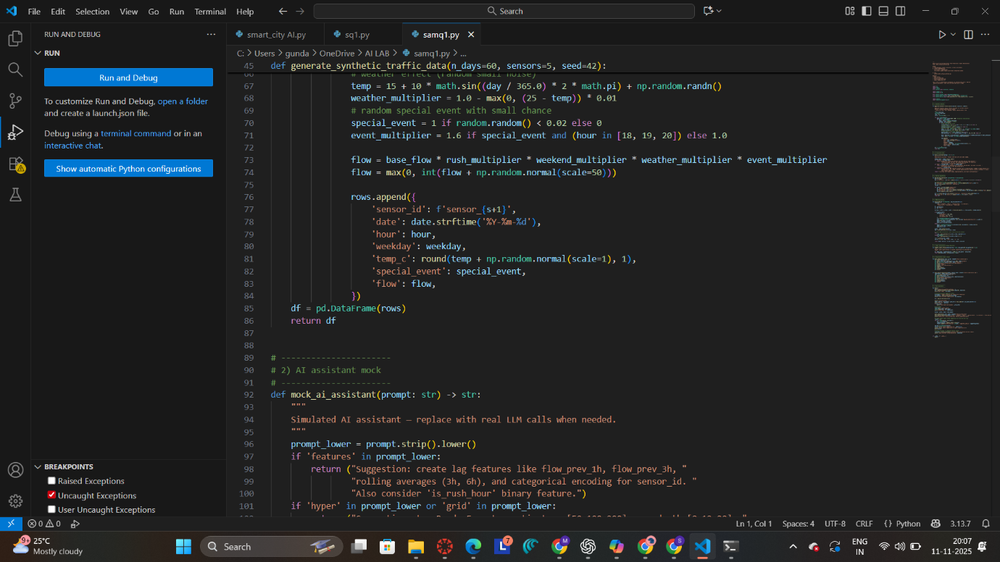 File Edit Selection View Go Run Terminal Help
Search
RUN AND DEBUG
RUN
Run and Debug
To customize Run and Debug, open a folder
and create a launch.json file.
Debug using a terminal command or in an
interactive chat.
Show automatic Python configurations
BREAKPOINTS
Raised Exceptions
Uncaught Exceptions
User Uncaught Exceptions
smart_city AI.py sq1.py samq1.py
C: > Users > gunda > OneDrive > AI LAB > samq1.py > ...
45 def generate_synthetic_traffic_data(n_days=60, sensors=5, seed=42):
66 # weather effect (random small noise)
67 temp = 15 + 10 * math.sin((day / 365.0) * 2 * math.pi) + np.random.randn()
68 weather_multiplier = 1.0 - max(0, (25 - temp)) * 0.01
69 # random special event with small chance
70 special_event = 1 if random.random() < 0.02 else 0
71 event_multiplier = 1.6 if special_event and (hour in [18, 19, 20]) else 1.0
72
73 flow = base_flow * rush_multiplier * weekend_multiplier * weather_multiplier * event_multiplier
74 flow = max(0, int(flow + np.random.normal(scale=50)))
75
76 rows.append({
77 'sensor_id': f'sensor_{s+1}',
78 'date': date.strftime('%Y-%m-%d'),
79 'hour': hour,
80 'weekday': weekday,
81 'temp_c': round(temp + np.random.normal(scale=1), 1),
82 'special_event': special_event,
83 'flow': flow,
84 })
85 df = pd.DataFrame(rows)
86 return df
87
88
89 # ----------------------
90 # 2) AI assistant mock
91 # ----------------------
92 def mock_ai_assistant(prompt: str) -> str:
93 """
94 Simulated AI assistant — replace with real LLM calls when needed.
95 """
96 prompt_lower = prompt.strip().lower()
97 if 'features' in prompt_lower:
98 return ("Suggestion: create lag features like flow_prev_1h, flow_prev_3h, "
99 "rolling averages (3h, 6h), and categorical encoding for sensor_id. "
100 "Also consider 'is_rush_hour' binary feature.")
101 if 'hyper' in prompt_lower or 'grid' in prompt_lower:
0 0 Ln 1, Col 1 Spaces: 4 UTF-8 CRLF {} Python 3.13.7
9+ 25°C
Mostly cloudy
Search
7
ENG
IN
20:07
11-11-2025